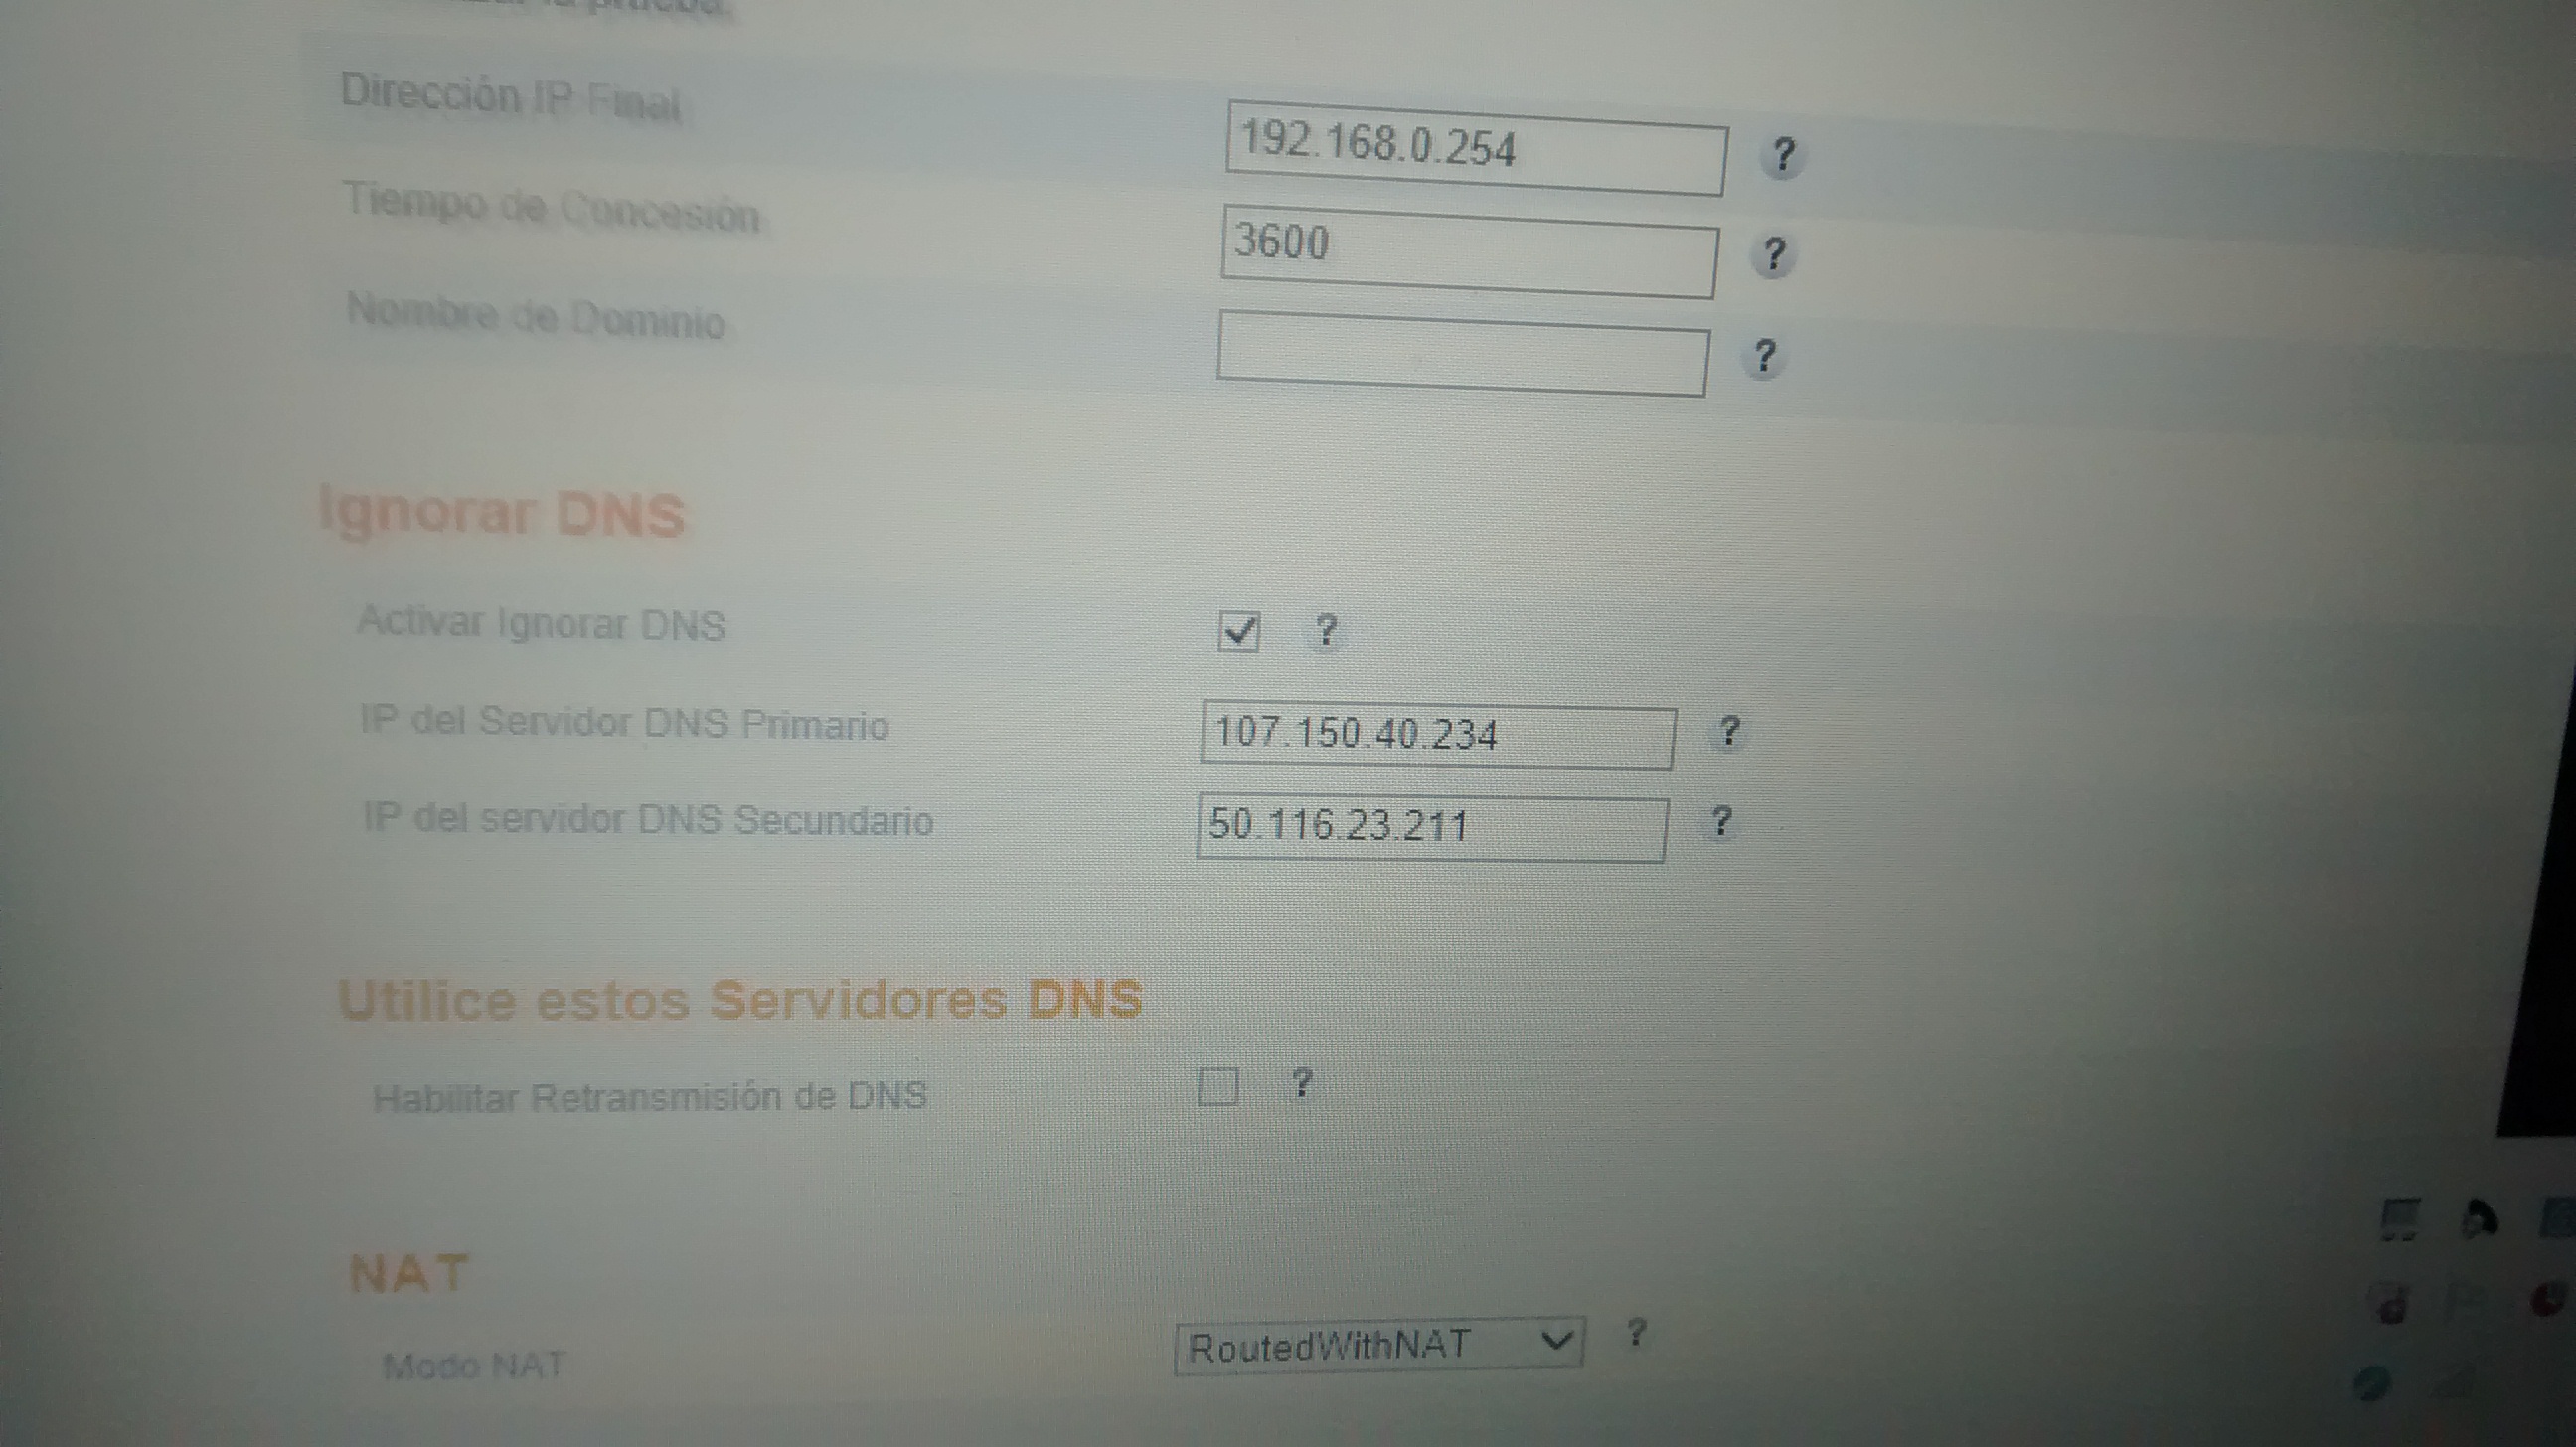 la prueba.
Dirección IP Final
192.168.0.254
?
Tiempo de Concesión
3600
?
Nombre de Dominio
?
Ignorar DNS
Activar Ignorar DNS
?
IP del Servidor DNS Primario
107.150.40.234
?
IP del servidor DNS Secundario
50.116.23.211
?
Utilice estos Servidores DNS
Habilitar Retransmisión de DNS
?
NAT
Modo NAT
RoutedWithNAT
?